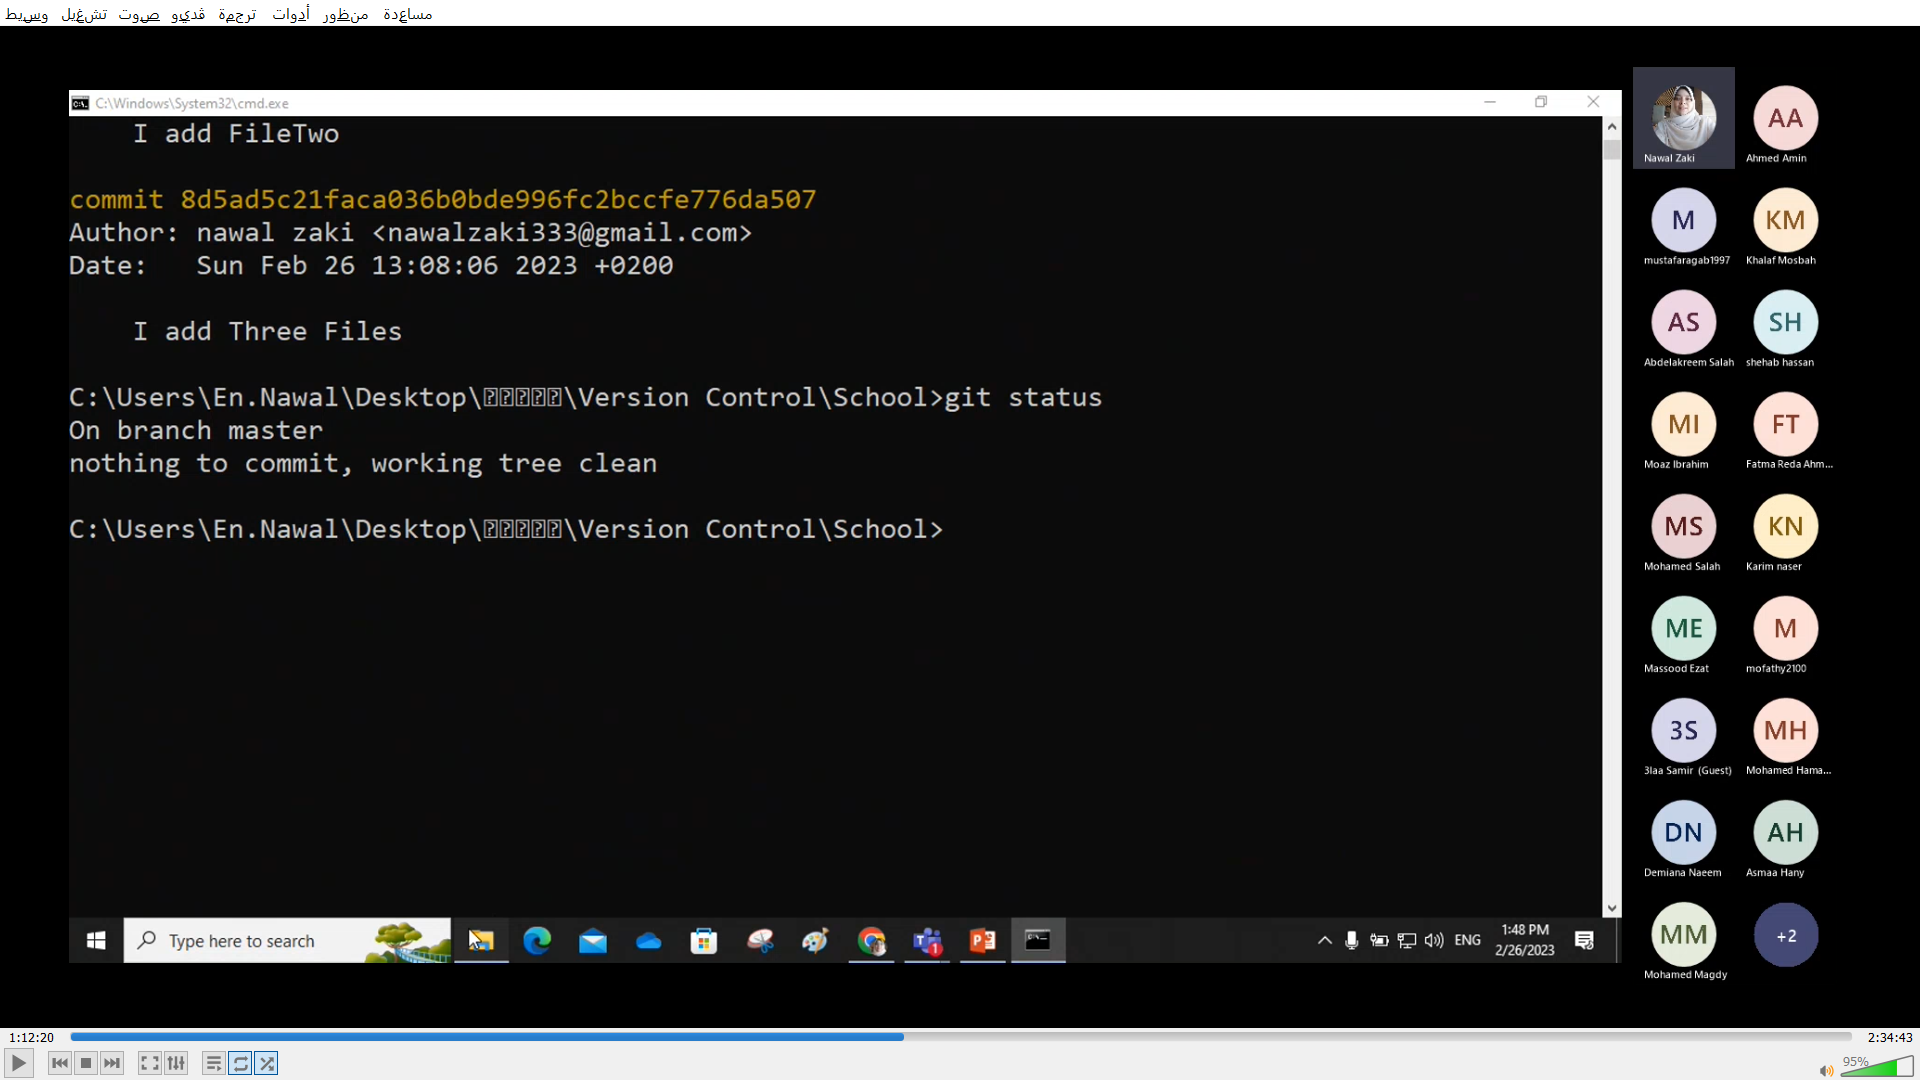 وسيط تشغيل صوت ڤديو ترجمة أدوات منظور مساعدة
C:\Windows\System32\cmd.exe
I add FileTwo
commit 8d5ad5c21faca036b0bde996fc2bccfe776da507
Author: nawal zaki <nawalzaki333@gmail.com>
Date:   Sun Feb 26 13:08:06 2023 +0200
I add Three Files
C:\Users\En.Nawal\Desktop\⍰⍰⍰⍰⍰\Version Control\School>git status
On branch master
nothing to commit, working tree clean
C:\Users\En.Nawal\Desktop\⍰⍰⍰⍰⍰\Version Control\School>
Type here to search
1
ENG
1:48 PM
2/26/2023
Nawal Zaki
AA
Ahmed Amin
M
mustafaragab1997
KM
Khalaf Mosbah
AS
Abdelakreem Salah
SH
shehab hassan
MI
Moaz Ibrahim
FT
Fatma Reda Ahm...
MS
Mohamed Salah
KN
Karim naser
ME
Massood Ezat
M
mofathy2100
3S
3laa Samir (Guest)
MH
Mohamed Hama...
DN
Demiana Naeem
AH
Asmaa Hany
MM
Mohamed Magdy
+2
1:12:20
2:34:43
95%